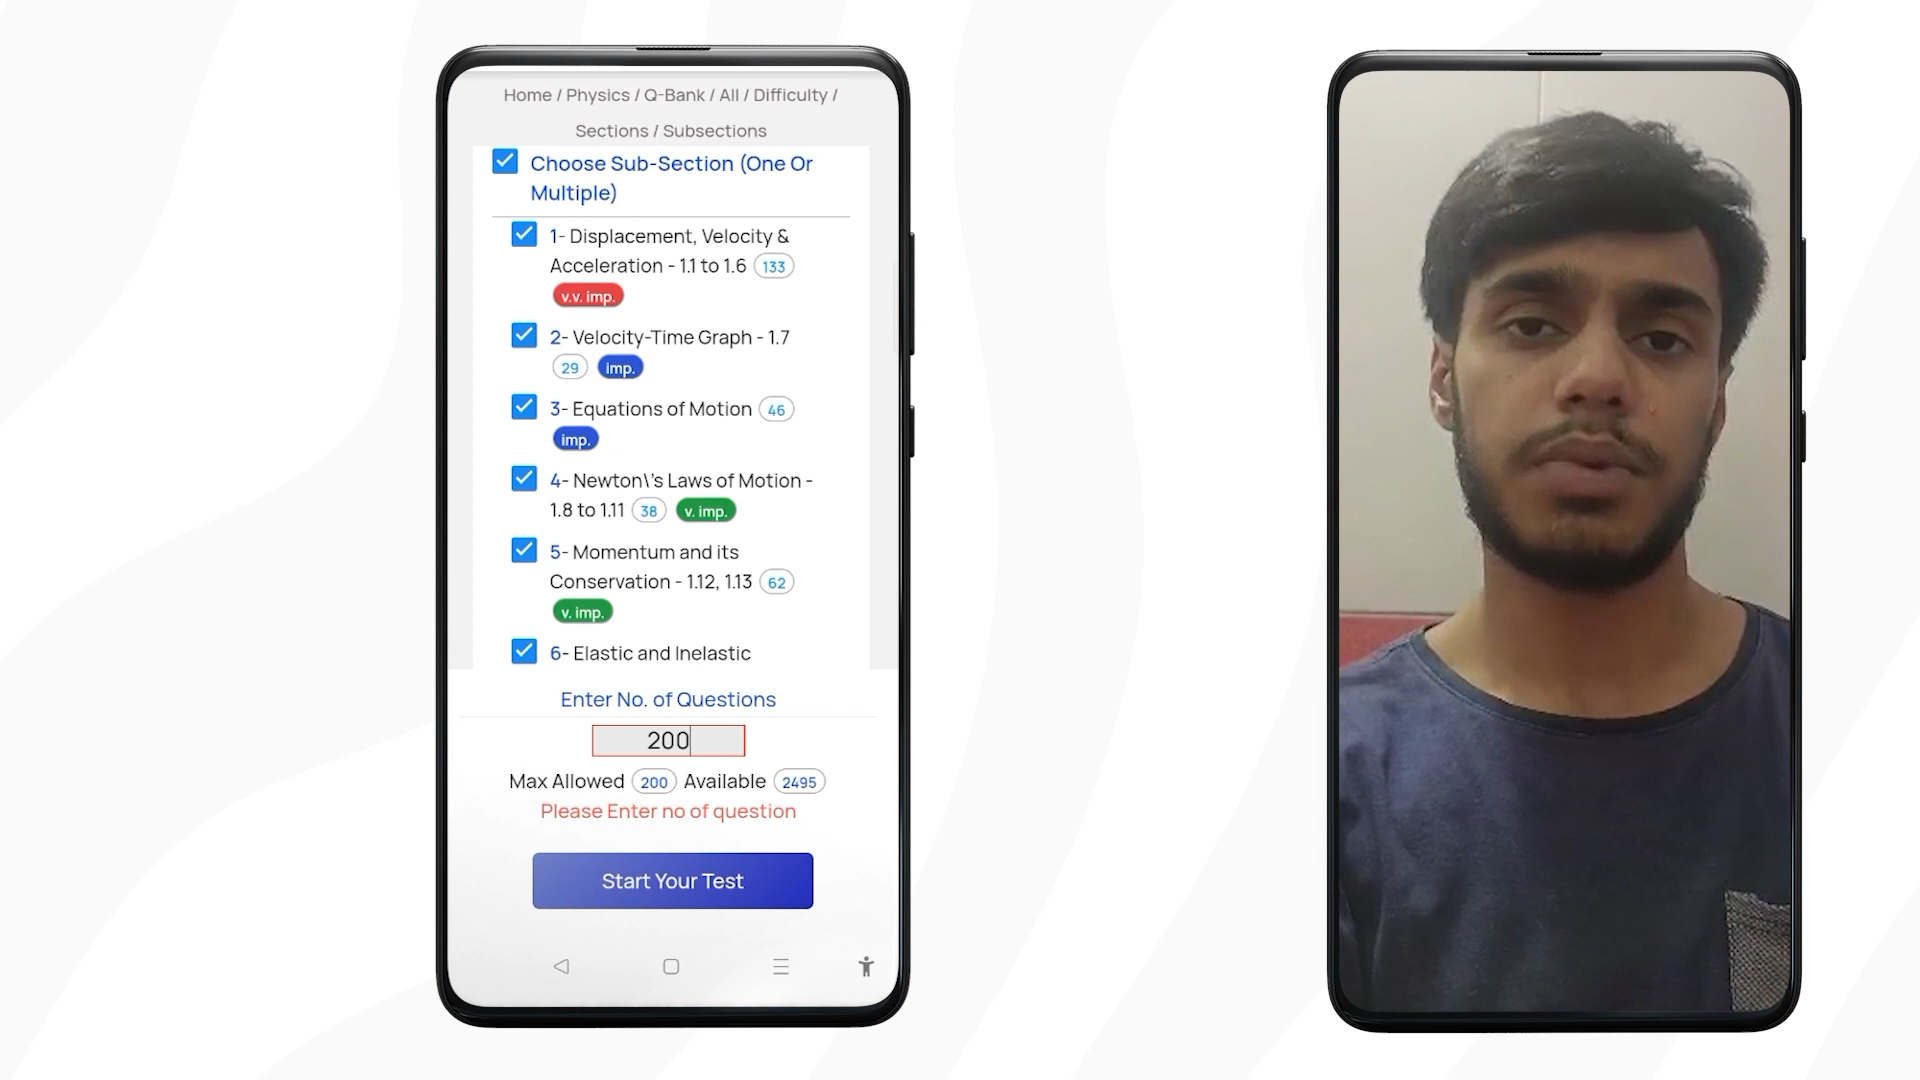 Home / Physics / Q-Bank / All / Difficulty /
Sections / Subsections
Choose Sub-Section (One Or
Multiple)
1- Displacement, Velocity &
Acceleration - 1.1 to 1.6 133
v.v. imp.
2- Velocity-Time Graph - 1.7
29 imp.
3- Equations of Motion 46
imp.
4- Newton\'s Laws of Motion -
1.8 to 1.11 38 v. imp.
5- Momentum and its
Conservation - 1.12, 1.13 62
v. imp.
6- Elastic and Inelastic
Enter No. of Questions
200
Max Allowed 200 Available 2495
Please Enter no of question
Start Your Test